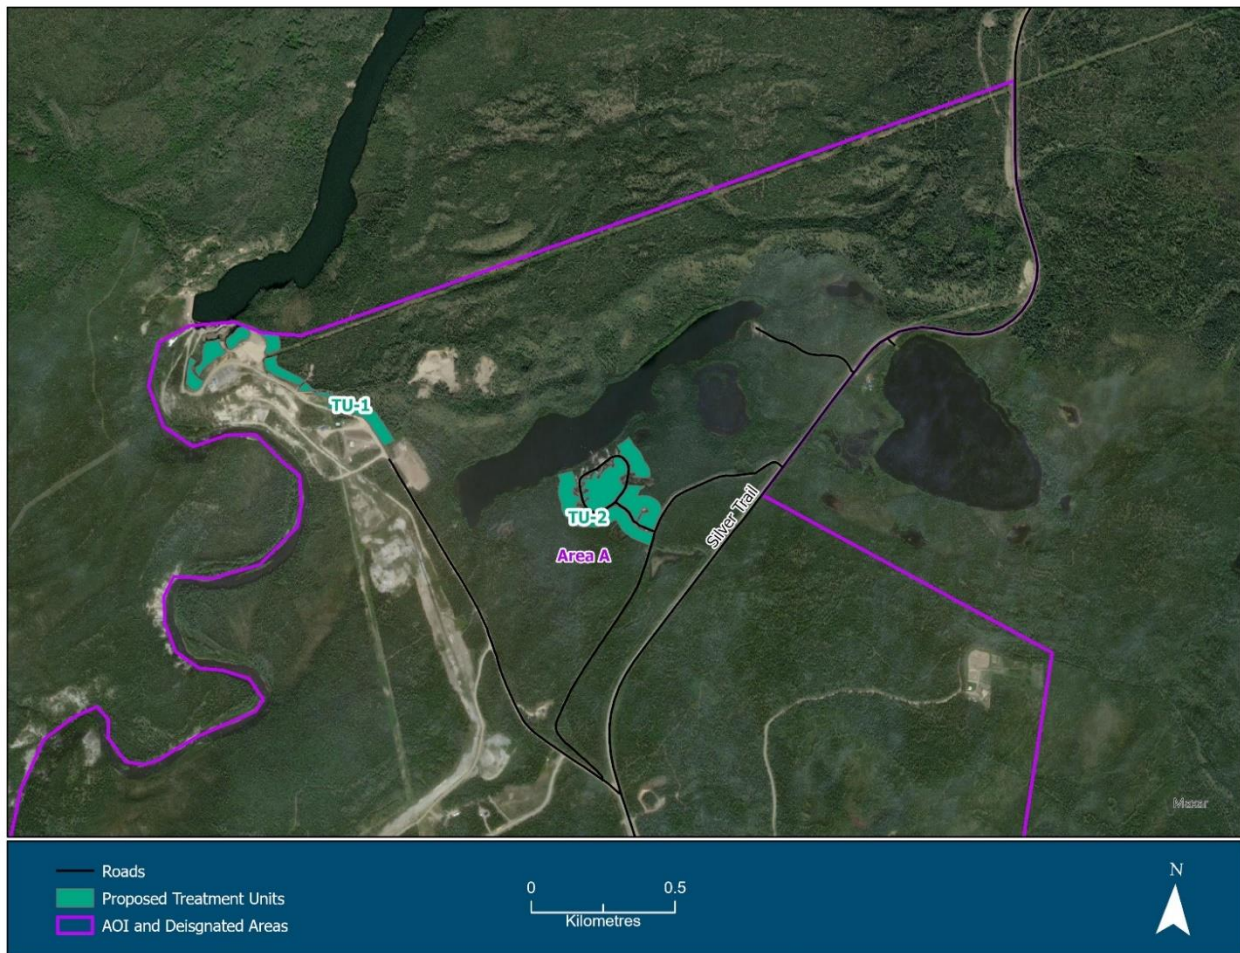 TU-1
TU-2
Area A
Silver Trail
Maxar
Roads
Proposed Treatment Units
AOI and Deisgnated Areas
0 0.5
Kilometres
N